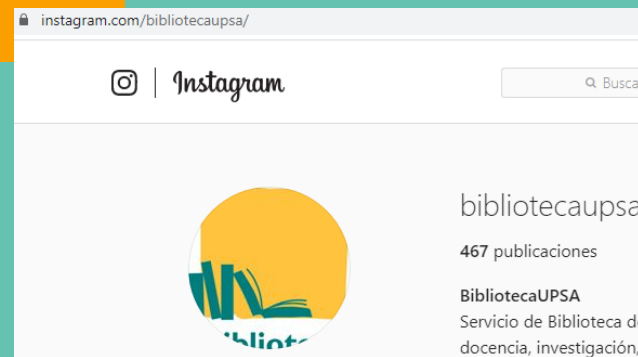 instagram.com/bibliotecaupsa/
Instagram
Busca
bibliotecaupsa
467 publicaciones
BibliotecaUPSA
Servicio de Biblioteca d
docencia, investigación,